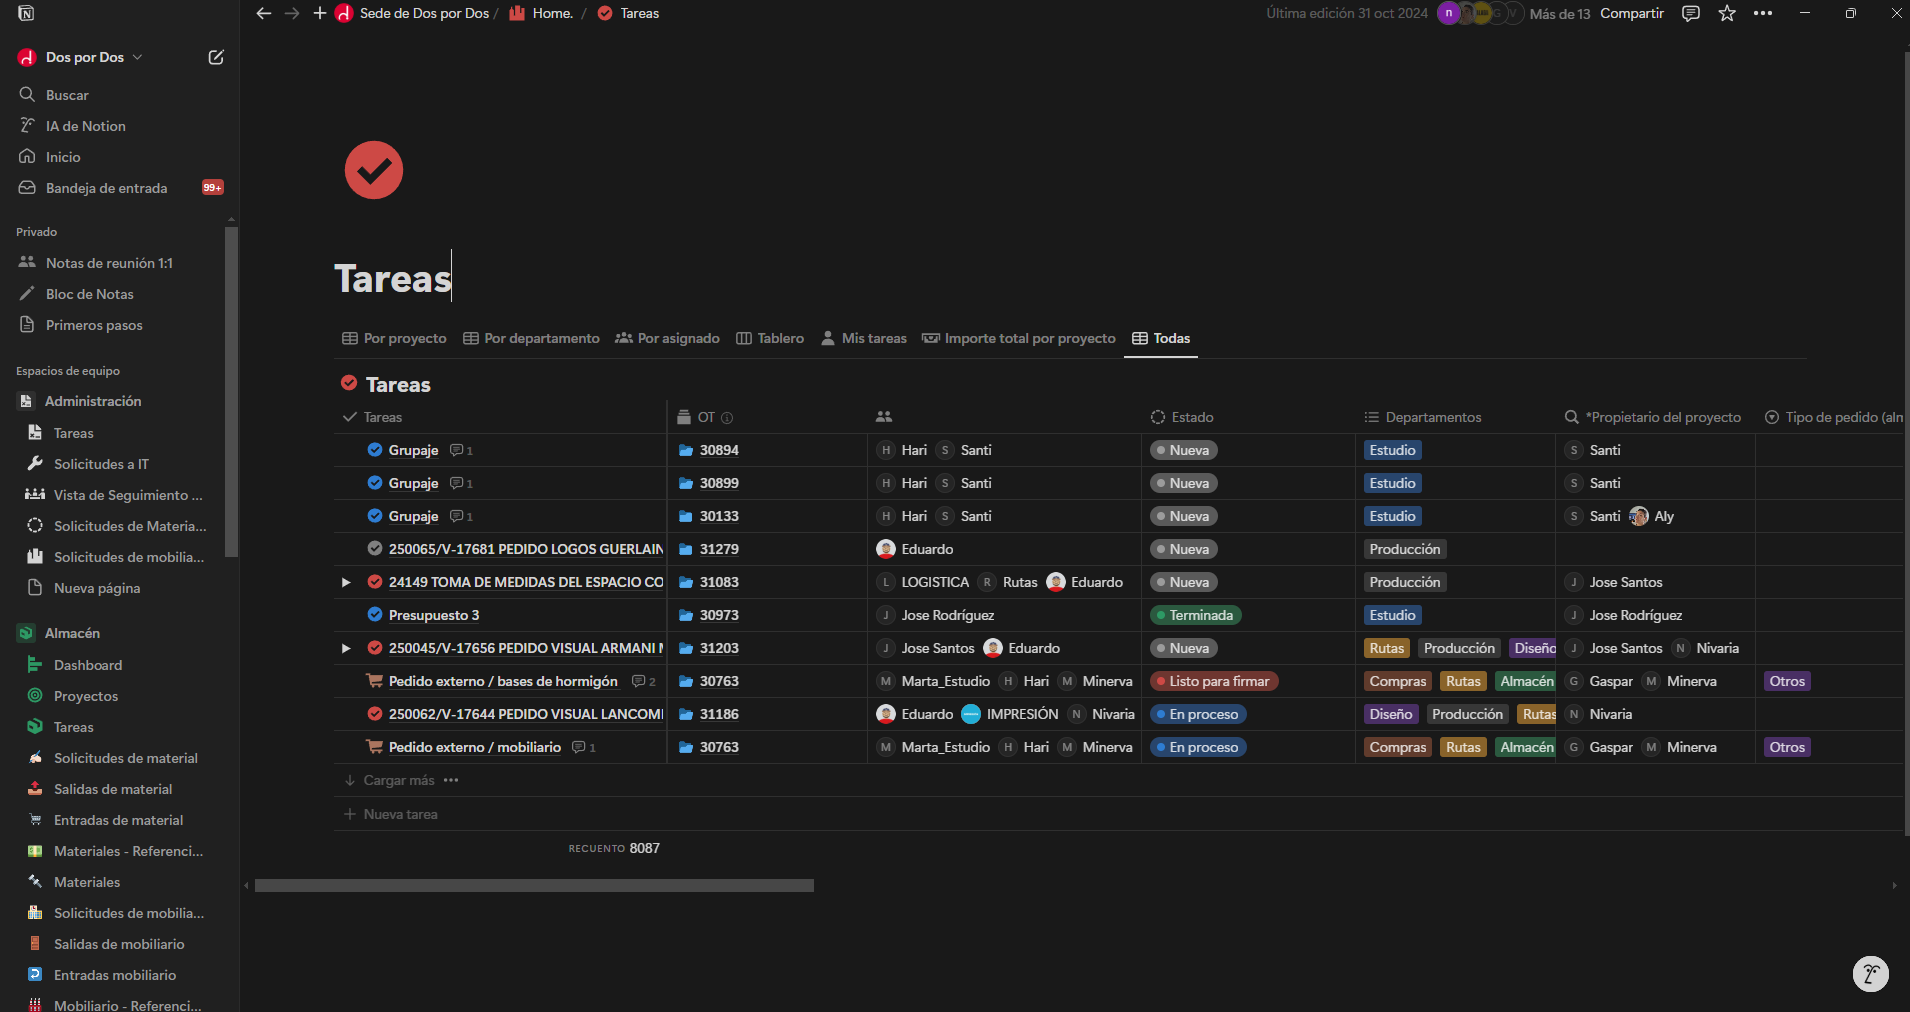 Sede de Dos por Dos / Home. / Tareas
Última edición 31 oct 2024 n G V Más de 13 Compartir
Dos por Dos
Buscar
IA de Notion
Inicio
Bandeja de entrada 99+
Privado
Notas de reunión 1:1
Bloc de Notas
Primeros pasos
Espacios de equipo
Administración
Tareas
Solicitudes a IT
Vista de Seguimiento ...
Solicitudes de Materia...
Solicitudes de mobilia...
Nueva página
Almacén
Dashboard
Proyectos
Tareas
Solicitudes de material
Salidas de material
Entradas de material
Materiales - Referenci...
Materiales
Solicitudes de mobilia...
Salidas de mobiliario
Entradas mobiliario
Mobiliario - Referenci...
Tareas
Por proyecto Por departamento Por asignado Tablero Mis tareas Importe total por proyecto Todas
Tareas
Tareas OT Estado Departamentos *Propietario del proyecto Tipo de pedido (alm
Grupaje 1 30894 H Hari S Santi Nueva Estudio S Santi
Grupaje 1 30899 H Hari S Santi Nueva Estudio S Santi
Grupaje 1 30133 H Hari S Santi Nueva Estudio S Santi Aly
250065/V-17681 PEDIDO LOGOS GUERLAIN 31279 Eduardo Nueva Producción
24149 TOMA DE MEDIDAS DEL ESPACIO CO 31083 L LOGISTICA R Rutas Eduardo Nueva Producción J Jose Santos
Presupuesto 3 30973 J Jose Rodríguez Terminada Estudio J Jose Rodríguez
250045/V-17656 PEDIDO VISUAL ARMANI 31203 J Jose Santos Eduardo Nueva Rutas Producción Diseño J Jose Santos N Nivaria
Pedido externo / bases de hormigón 2 30763 M Marta_Estudio H Hari M Minerva Listo para firmar Compras Rutas Almacén G Gaspar M Minerva Otros
250062/V-17644 PEDIDO VISUAL LANCOM 31186 Eduardo IMPRESIÓN N Nivaria En proceso Diseño Producción Rutas N Nivaria
Pedido externo / mobiliario 1 30763 M Marta_Estudio H Hari M Minerva En proceso Compras Rutas Almacén G Gaspar M Minerva Otros
Cargar más
Nueva tarea
RECUENTO 8087